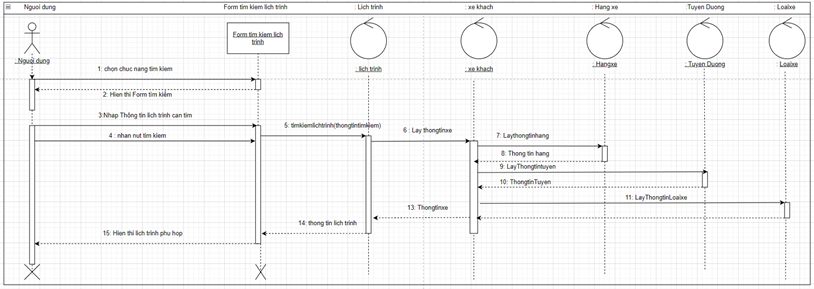 Nguoi dung
Form tim kiem lich trinh
: Lich trình
: xe khach
: Hang xe
:Tuyen Duong
: Loaixe
Form tim kiem lich
trinh
: Nguoi dung
: lich trinh
: xe khach
: Hangxe
: Tuyen Duong
Loaixe
1: chọn chuc nang tim kiem
2: Hien thi Form tim kiếm
3:Nhap Thông tin lich trinh can tim
4 : nhan nut tim kiem
5: timkiemlichtrinh(thongtintimkiem)
6 : Lay thongtinxe
7: Laythongtinhang
8: Thong tin hang
9: LayThongtintuyen
10: ThongtinTuyen
11: LayThongtinLoaixe
13: Thongtinxe
14: thong tin lich trinh
15: Hien thi lich trinh phu hop